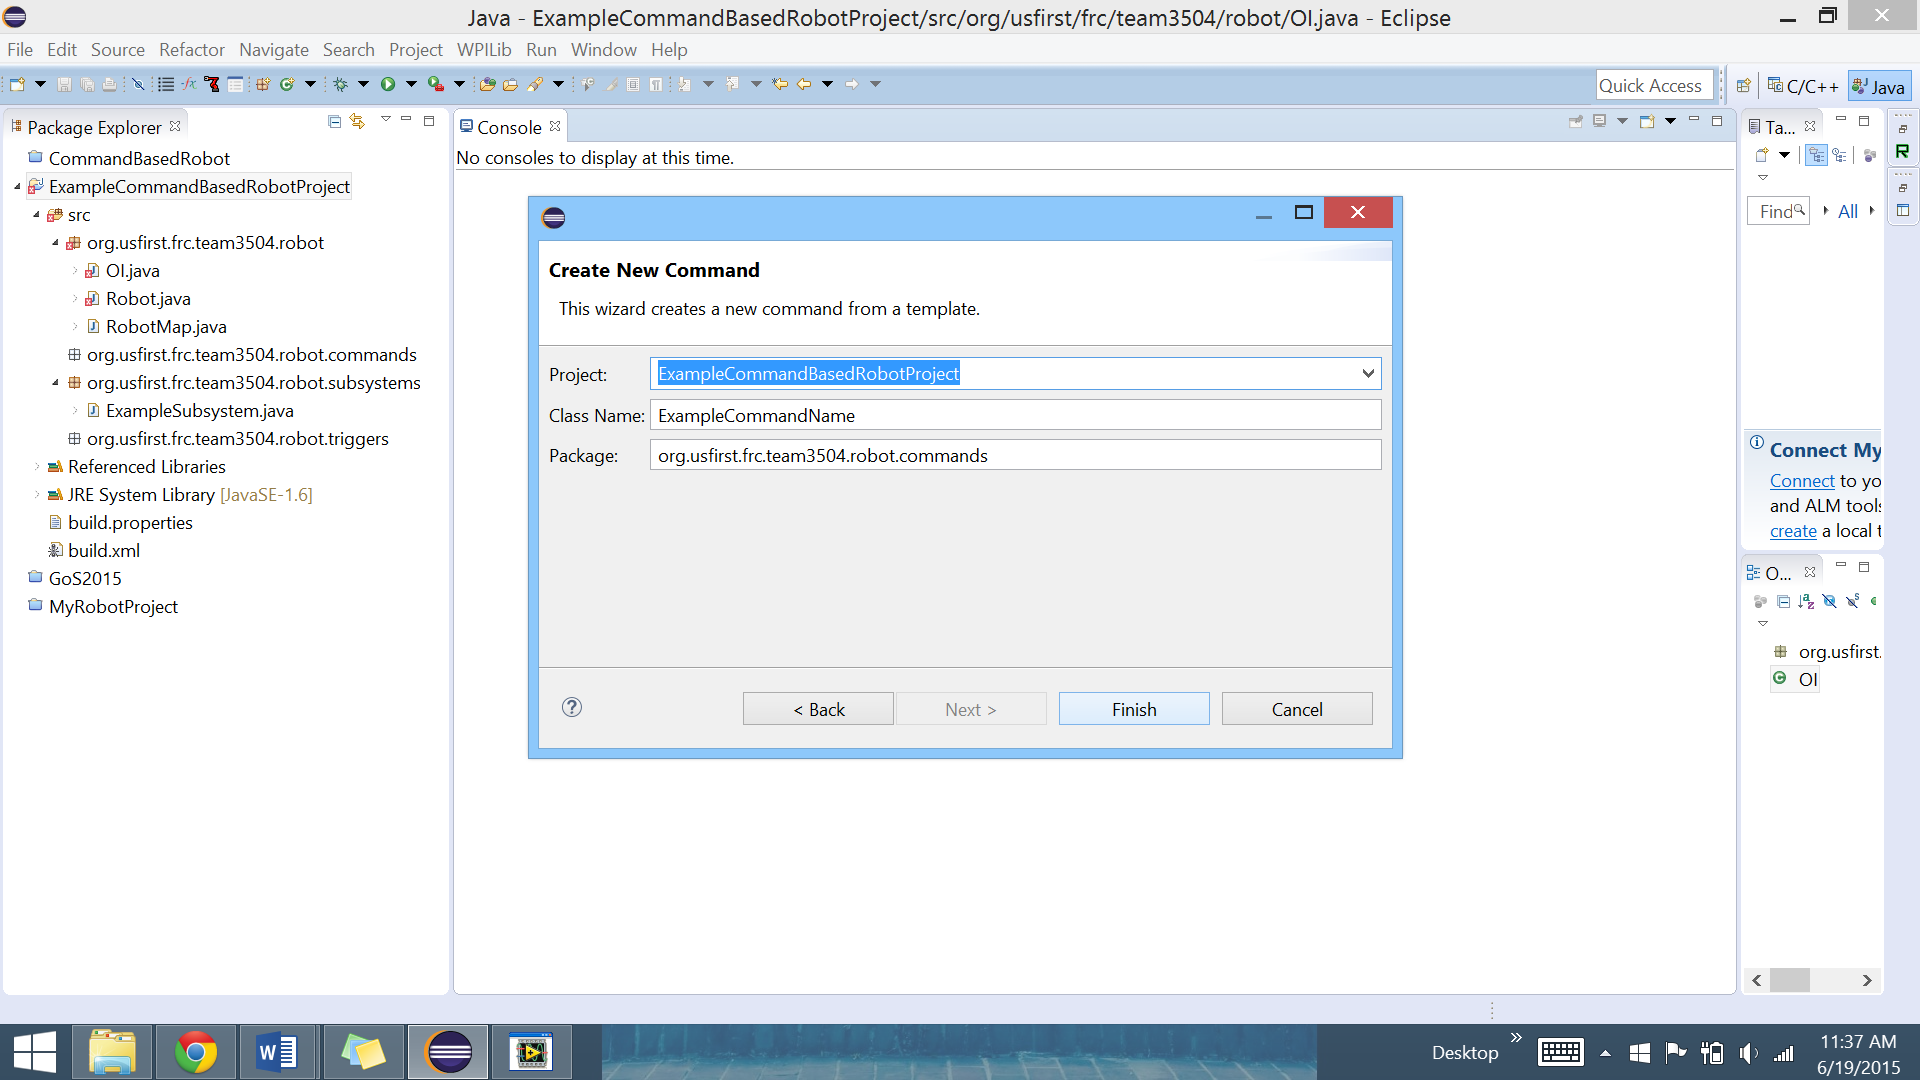 Java - ExampleCommandBasedRobotProject/src/org/usfirst/frc/team3504/robot/OI.java - Eclipse
File Edit Source Refactor Navigate Search Project WPILib Run Window Help
Quick Access
C/C++
Java
Package Explorer
CommandBasedRobot
ExampleCommandBasedRobotProject
src
org.usfirst.frc.team3504.robot
OI.java
Robot.java
RobotMap.java
org.usfirst.frc.team3504.robot.commands
org.usfirst.frc.team3504.robot.subsystems
ExampleSubsystem.java
org.usfirst.frc.team3504.robot.triggers
Referenced Libraries
JRE System Library [JavaSE-1.6]
build.properties
build.xml
GoS2015
MyRobotProject
Console
No consoles to display at this time.
Create New Command
This wizard creates a new command from a template.
Project: ExampleCommandBasedRobotProject
Class Name: ExampleCommandName
Package: org.usfirst.frc.team3504.robot.commands
?
< Back
Next >
Finish
Cancel
Ta...
R
Find
All
Connect My
Connect to yo
and ALM tools
create a local t
O...
org.usfirst.
OI
Desktop
11:37 AM
6/19/2015